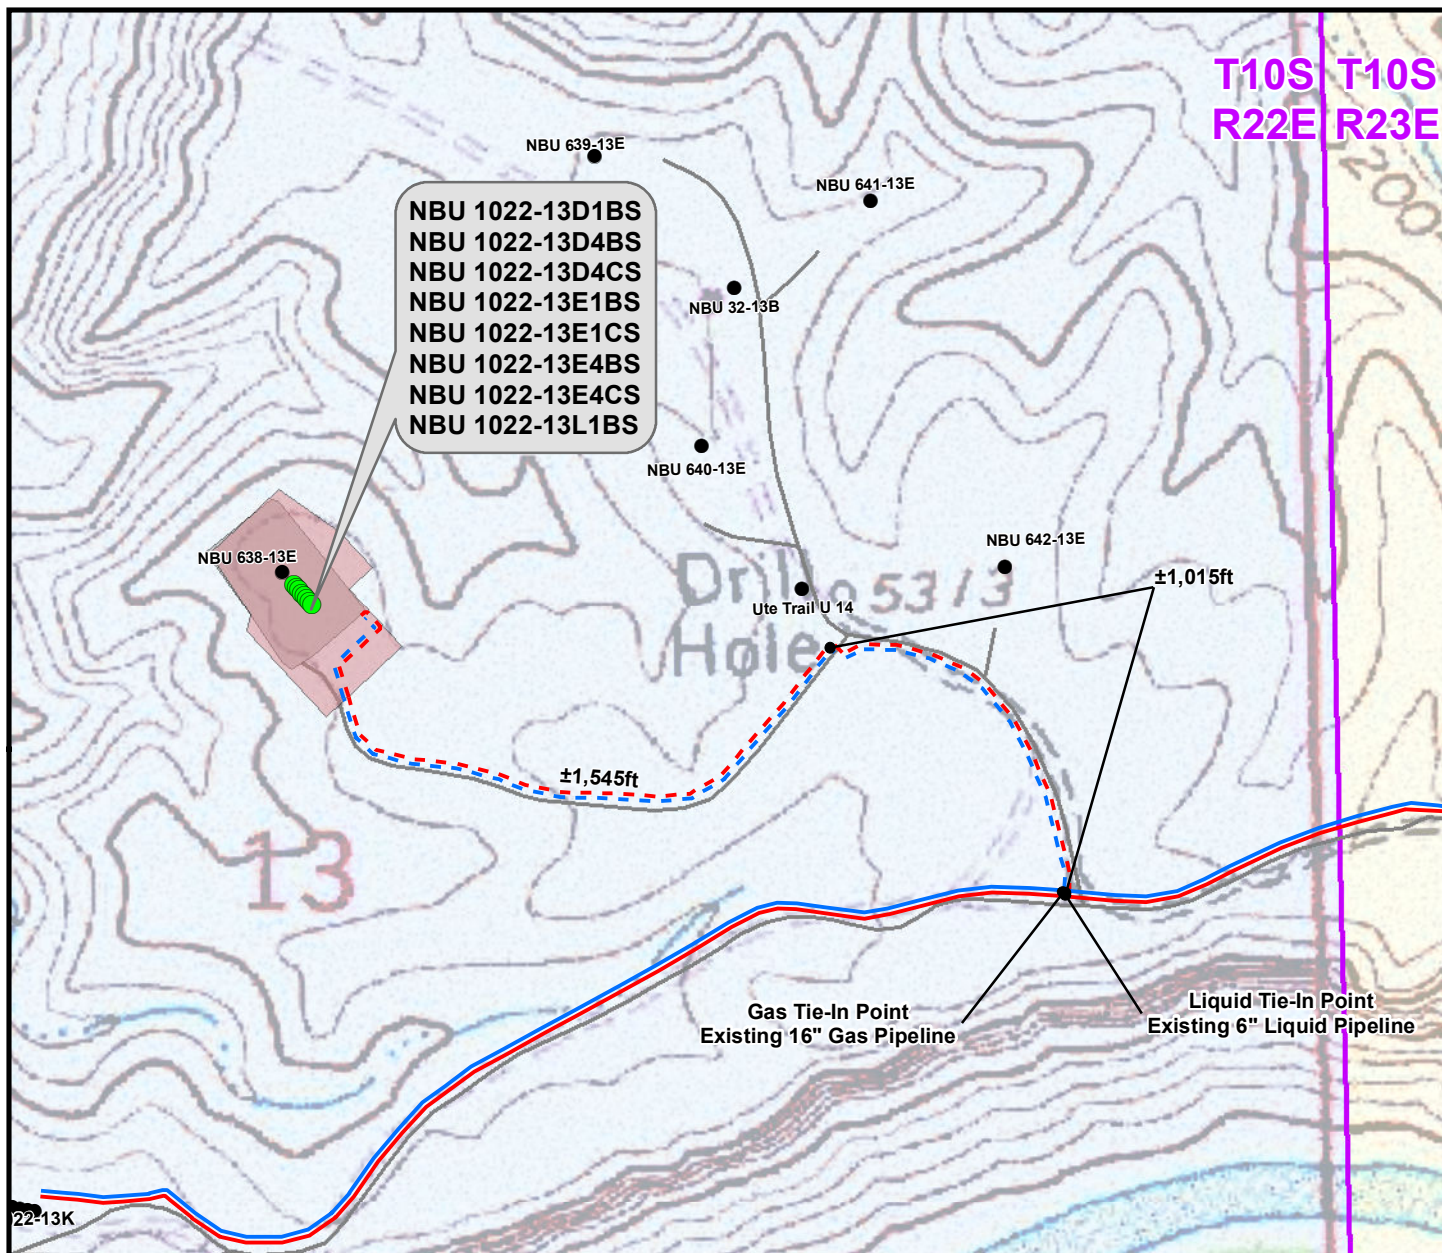 T10S T10S
R22E R23E
NBU 639-13E
NBU 641-13E
5200
NBU 1022-13D1BS
NBU 1022-13D4BS
NBU 1022-13D4CS
NBU 1022-13E1BS
NBU 1022-13E1CS
NBU 1022-13E4BS
NBU 1022-13E4CS
NBU 1022-13L1BS
NBU 32-13B
NBU 640-13E
NBU 638-13E
NBU 642-13E
±1,015ft
Drill
Hole
5313
Ute Trail U 14
±1,545ft
13
Gas Tie-In Point
Existing 16" Gas Pipeline
Liquid Tie-In Point
Existing 6" Liquid Pipeline
22-13K